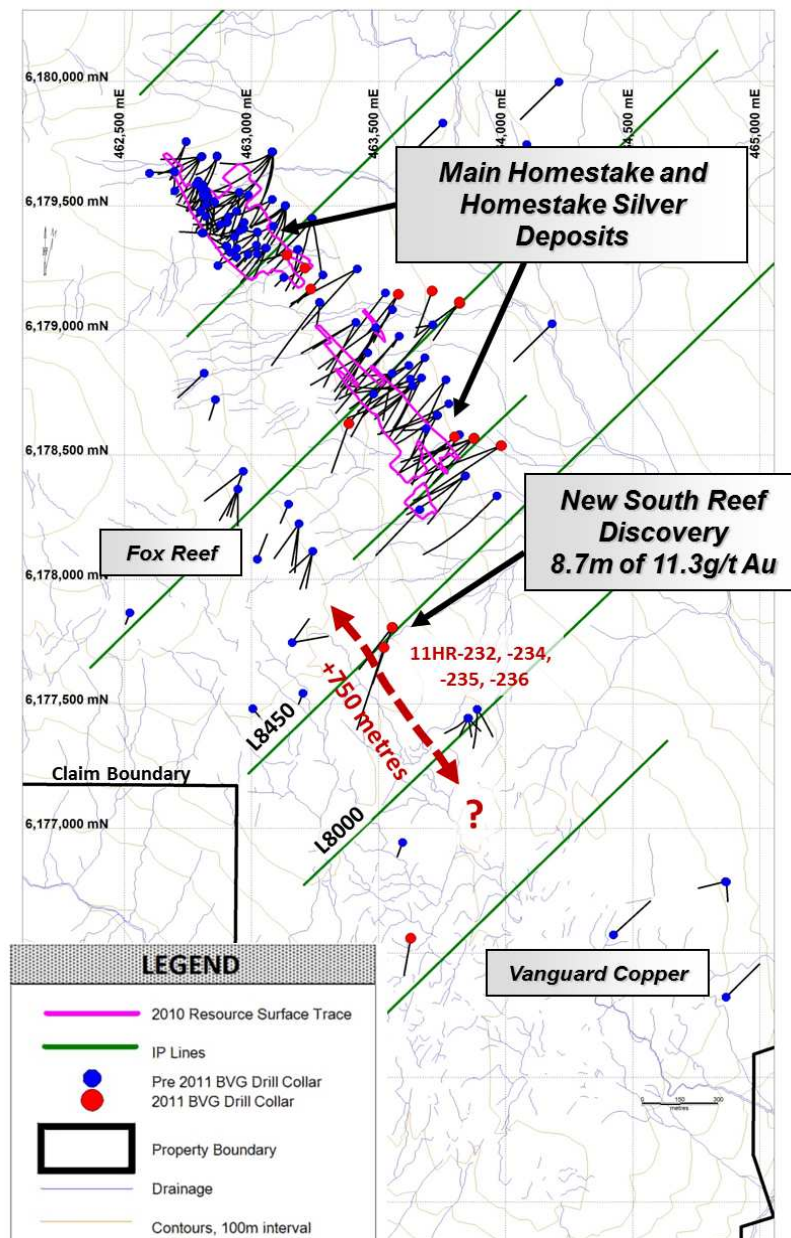 6,180,000 mN
462,500 mE
463,000 mE
463,500 mE
464,000 mE
464,500 mE
465,000 mE
Main Homestake and
Homestake Silver
Deposits
6,179,500 mN
6,179,000 mN
6,178,500 mN
New South Reef
Discovery
8.7m of 11.3g/t Au
Fox Reef
6,178,000 mN
11HR-232, -234,
-235, -236
+750 metres
6,177,500 mN
L8450
Claim Boundary
L8000
?
6,177,000 mN
Vanguard Copper
LEGEND
2010 Resource Surface Trace
IP Lines
Pre 2011 BVG Drill Collar
2011 BVG Drill Collar
Property Boundary
Drainage
Contours, 100m interval
0 150 300
metres